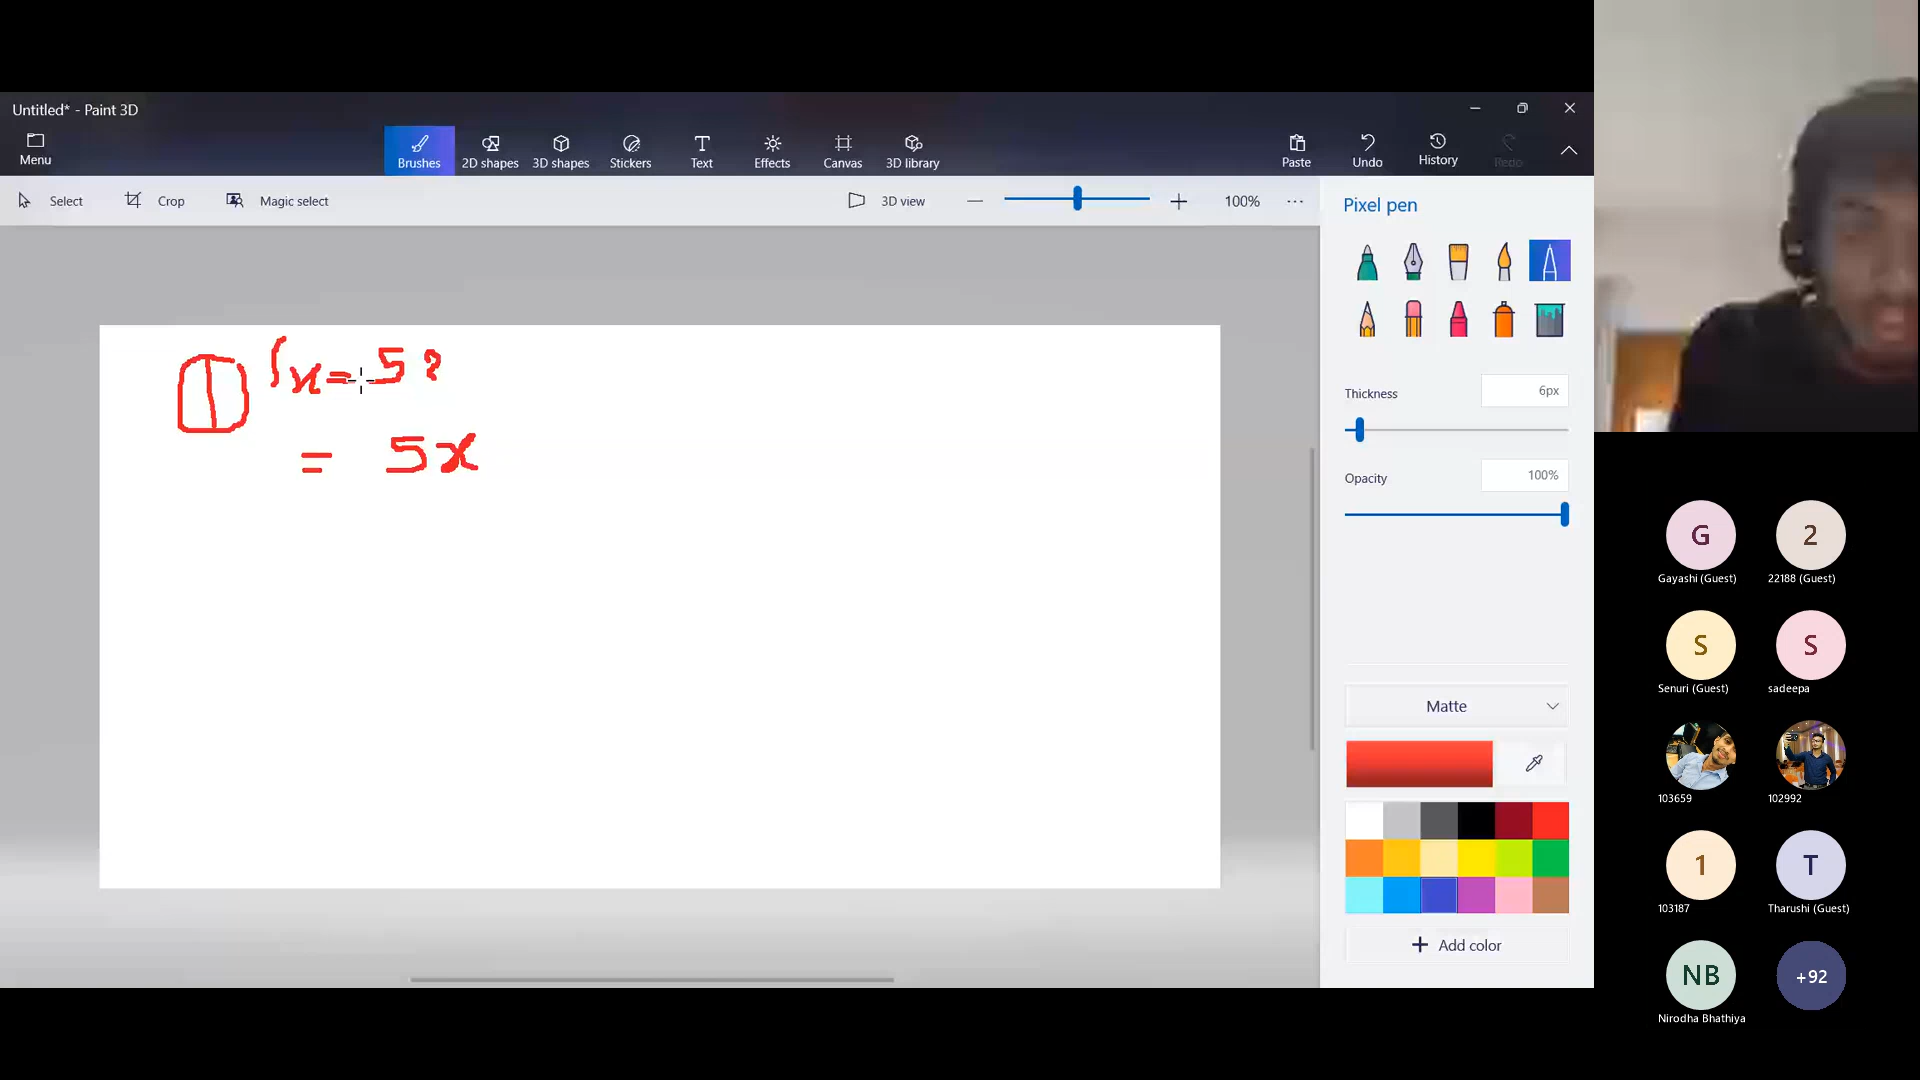 Untitled* - Paint 3D
Menu
Brushes
2D shapes
3D shapes
Stickers
Text
Effects
Canvas
3D library
Paste
Undo
History
Redo
Select
Crop
Magic select
3D view
100%
Pixel pen
Thickness
6px
Opacity
100%
Matte
+ Add color
∫x = 5 ?
= 5x
G
Gayashi (Guest)
2
22188 (Guest)
S
Senuri (Guest)
S
sadeepa
103659
102992
1
103187
T
Tharushi (Guest)
NB
Nirodha Bhathiya
+92